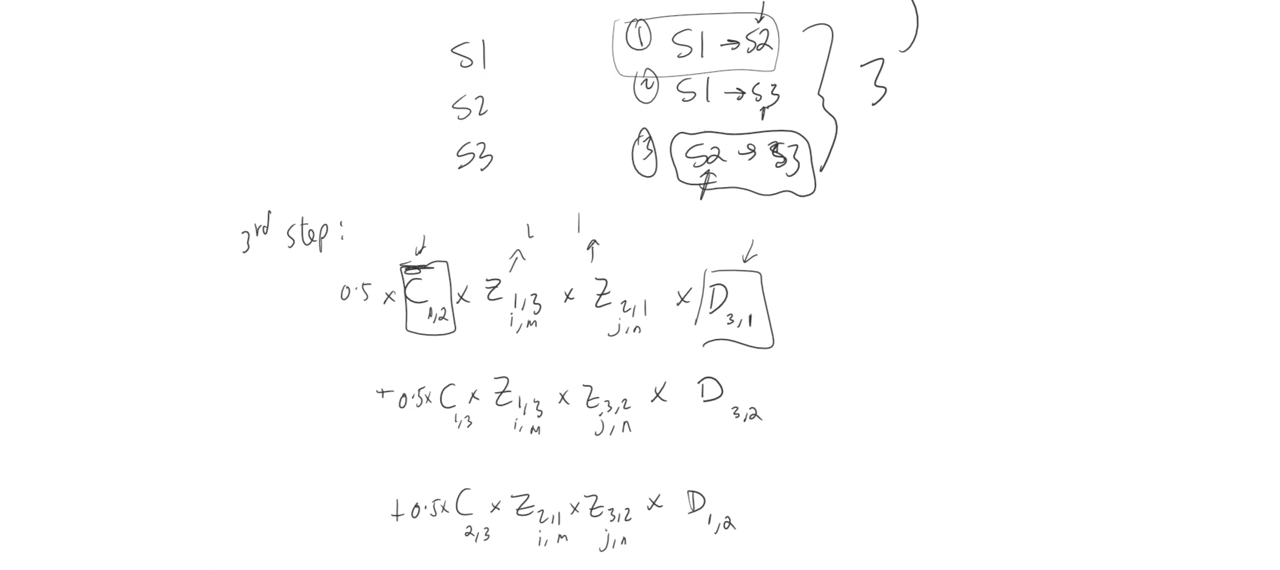 S1 ① S1 → S2
S2 ② S1 → S3 3
S3 ③ S2 → S3
3rd step:
1 1
0.5 × C1,2 × Z1,3 × Z2,1 × D3,1
i,m j,n
+0.5× C1,3 × Z1,3 × Z3,2 × D3,2
i,m j,n
+0.5× C2,3 × Z2,1 × Z3,2 × D1,2
i,m j,n